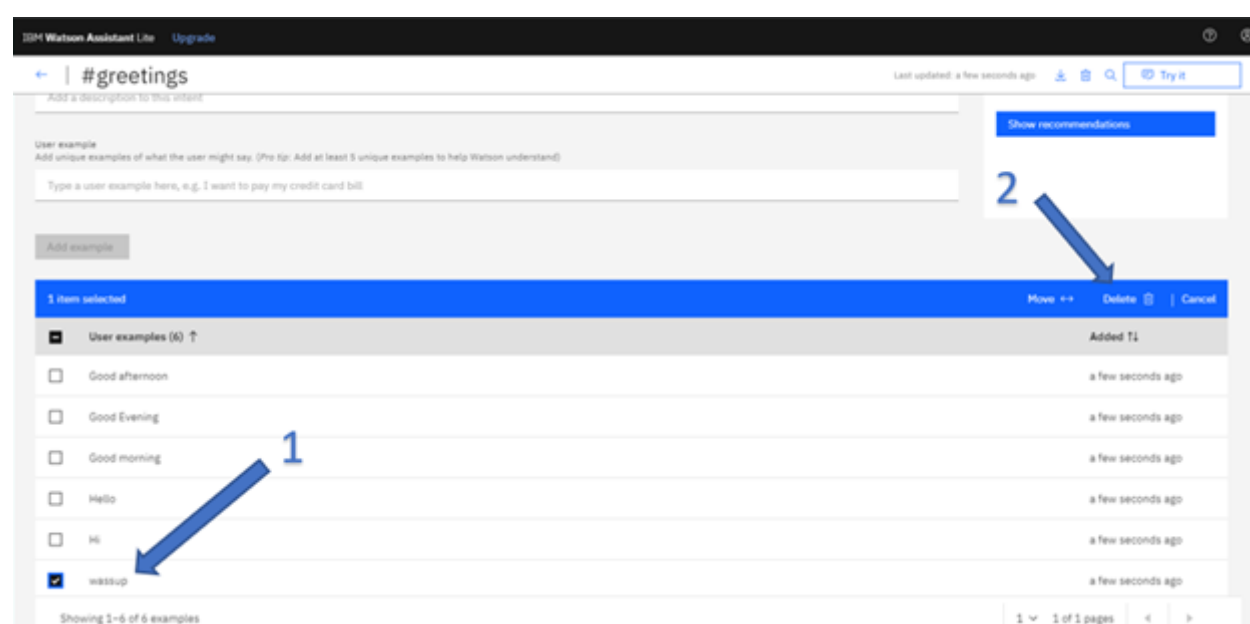 IBM Watson Assistant Lite Upgrade
← | #greetings Last updated: a few seconds ago Try it
Add a description to this intent
Show recommendations
User example
Add unique examples of what the user might say. (Pro tip: Add at least 5 unique examples to help Watson understand)
Type a user example here, e.g. I want to pay my credit card bill
2
Add example
1 item selected Move ↔ Delete | Cancel
User examples (6) ↑ Added ↑↓
Good afternoon a few seconds ago
Good Evening a few seconds ago
1
Good morning a few seconds ago
Hello a few seconds ago
Hi a few seconds ago
wassup a few seconds ago
Showing 1–6 of 6 examples 1 1 of 1 pages